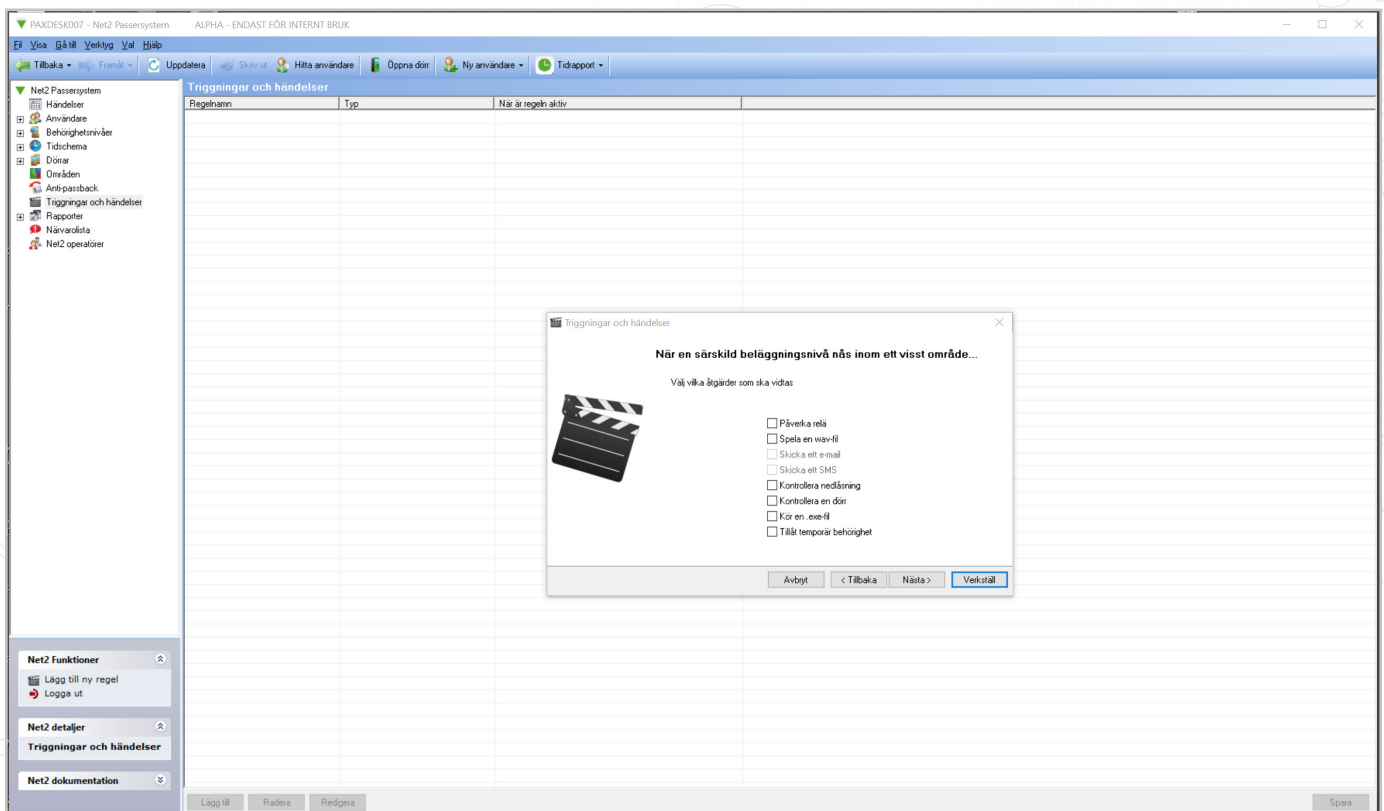 PAXDESK007 - Net2 Passersystem ALPHA - ENDAST FÖR INTERNT BRUK
Fil Visa Gå till Verktyg Val Hjälp
Tillbaka Framåt Uppdatera Skriv ut Hitta användare Öppna dörr Ny användare Tidrapport
Net2 Passersystem
Händelser
Användare
Behörighetsnivåer
Tidschema
Dörrar
Områden
Anti-passback
Triggningar och händelser
Rapporter
Närvarolista
Net2 operatörer
Triggningar och händelser
Regelnamn Typ När är regeln aktiv
Triggningar och händelser
När en särskild beläggningsnivå nås inom ett visst område...
Välj vilka åtgärder som ska vidtas
Påverka relä
Spela en wav-fil
Skicka ett e-mail
Skicka ett SMS
Kontrollera nedlåsning
Kontrollera en dörr
Kör en .exe-fil
Tillåt temporär behörighet
Avbryt < Tillbaka Nästa > Verkställ
Net2 Funktioner
Lägg till ny regel
Logga ut
Net2 detaljer
Triggningar och händelser
Net2 dokumentation
Lägg till Radera Redigera Spara